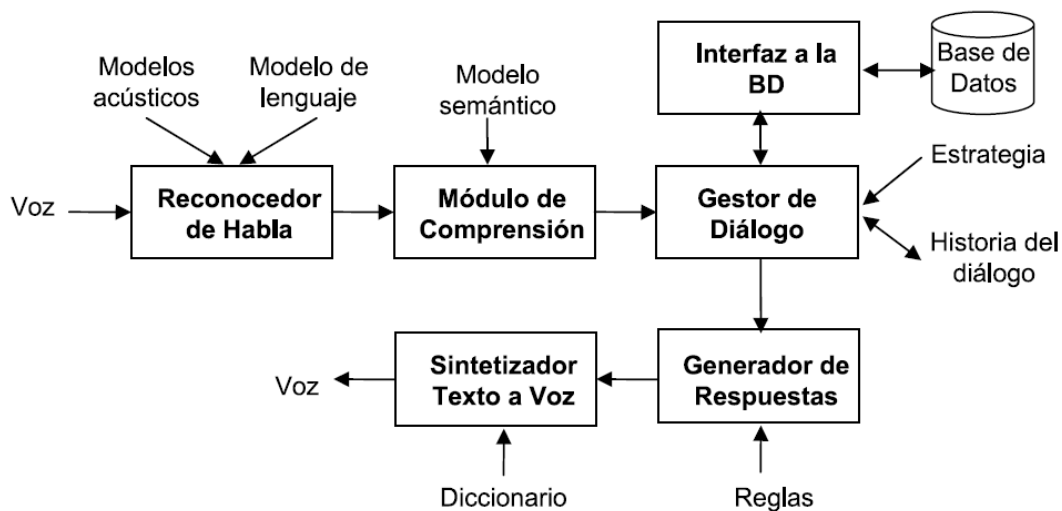 Modelos
acústicos
Modelo de
lenguaje
Modelo
semántico
Interfaz a la
BD
Base de
Datos
Voz
Reconocedor
de Habla
Módulo de
Comprensión
Gestor de
Diálogo
Estrategia
Historia del
diálogo
Voz
Sintetizador
Texto a Voz
Generador de
Respuestas
Diccionario
Reglas